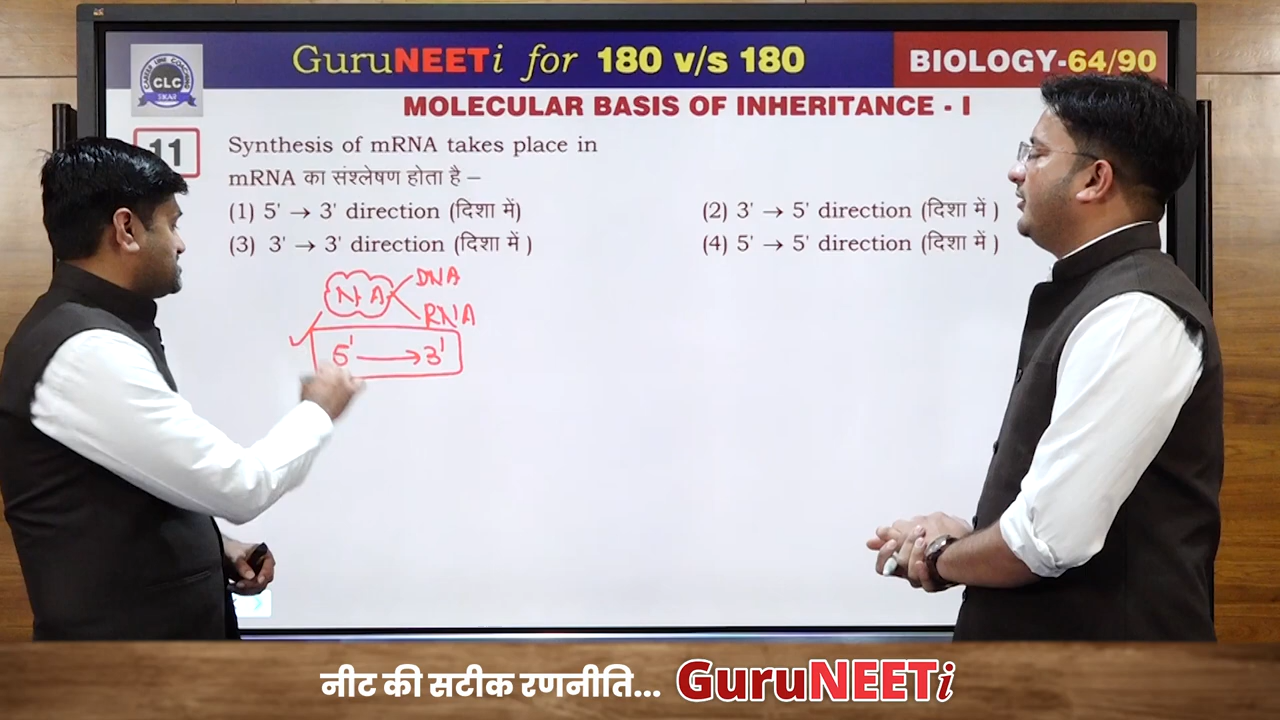 GuruNEETi for 180 v/s 180
BIOLOGY-64/90
CLC
SIKAR
MOLECULAR BASIS OF INHERITANCE - I
11
Synthesis of mRNA takes place in
mRNA का संश्लेषण होता है –
(1) 5' → 3' direction (दिशा में)
(2) 3' → 5' direction (दिशा में )
(3) 3' → 3' direction (दिशा में )
(4) 5' → 5' direction (दिशा में )
DNA
N.A
RNA
5' → 3'
नीट की सटीक रणनीति... GuruNEETi